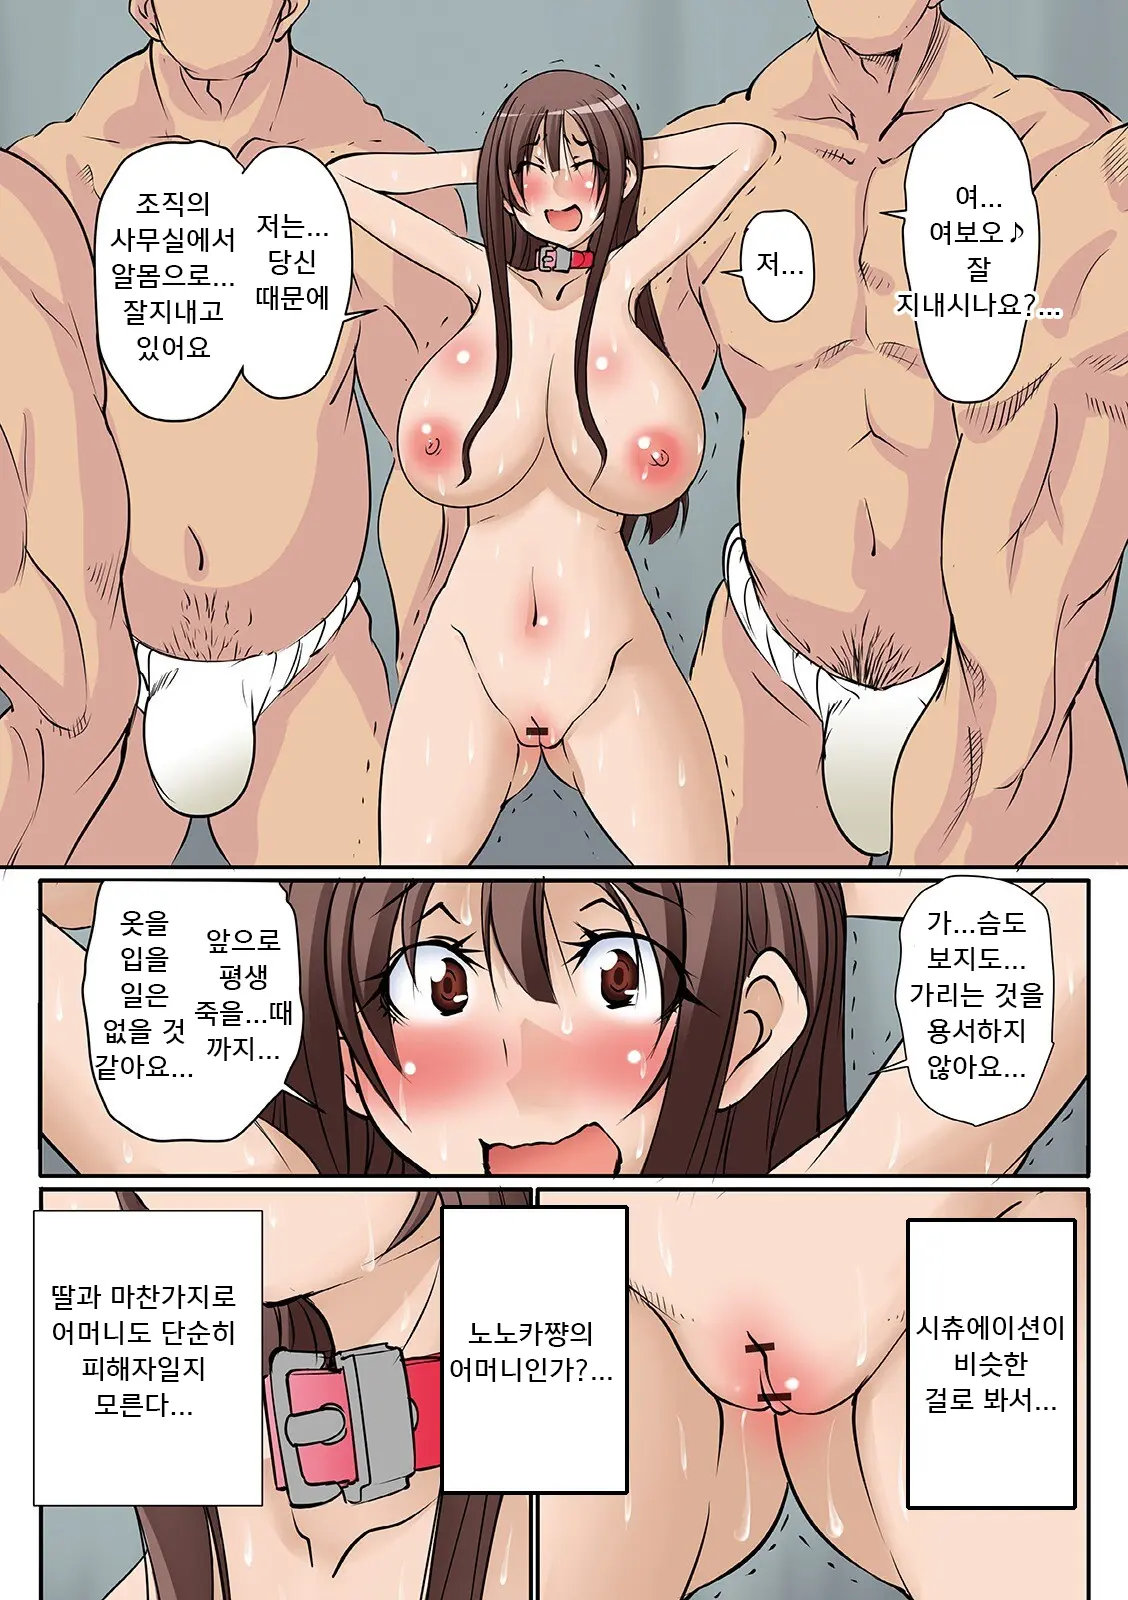 여...
여보오♪
잘
지내시나요?...
저...
저는...
당신
때문에
조직의
사무실에서
알몸으로...
잘지내고
있어요
가...슴도
보지도...
가리는 것을
용서하지
않아요...
앞으로
평생
죽을...때
까지...
옷을
입을
일은
없을 것
같아요...
시츄에이션이
비슷한
걸로 봐서...
노노카쨩의
어머니인가?...
딸과 마찬가지로
어머니도 단순히
피해자일지
모른다...